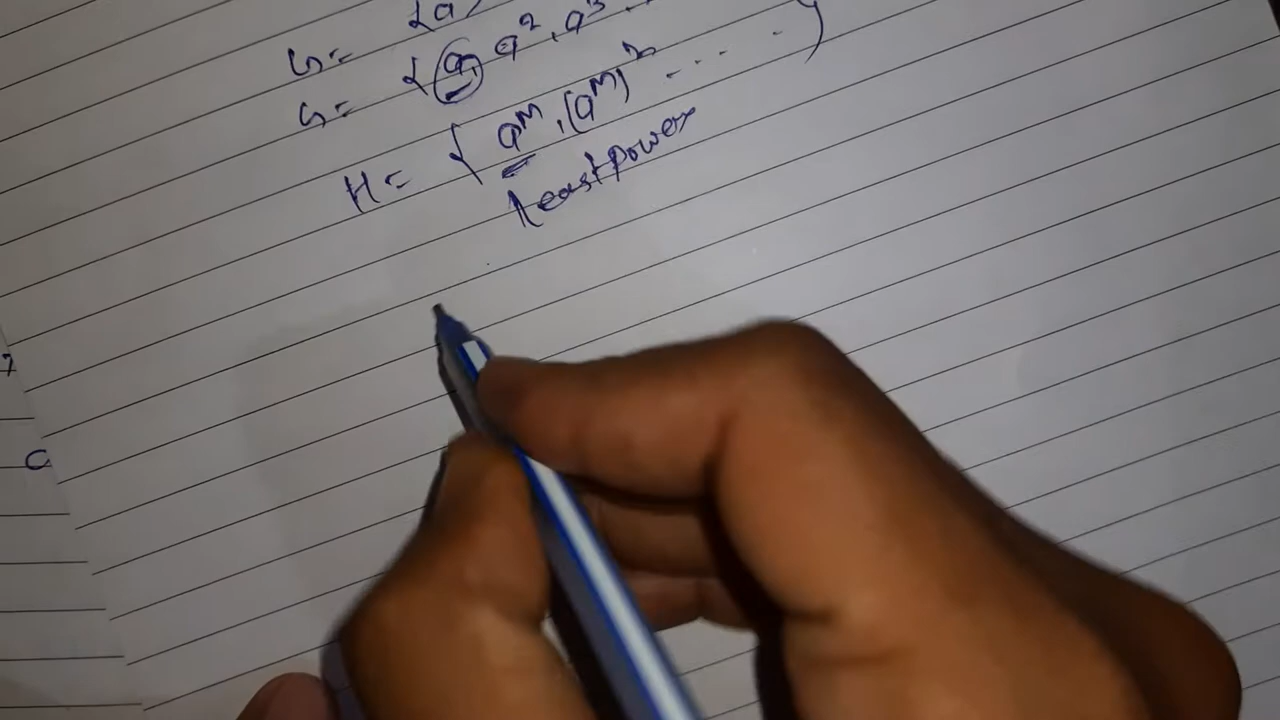 G = {a
G = {a, a², a³ ..
H = {a^m, (a^m)² ---- . }
least power
C